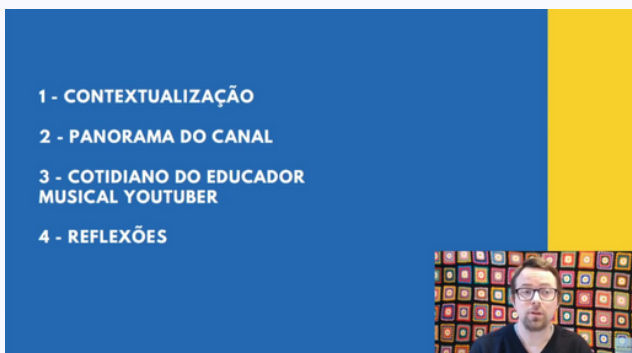 1 - CONTEXTUALIZAÇÃO
2 - PANORAMA DO CANAL
3 - COTIDIANO DO EDUCADOR
MUSICAL YOUTUBER
4 - REFLEXÕES